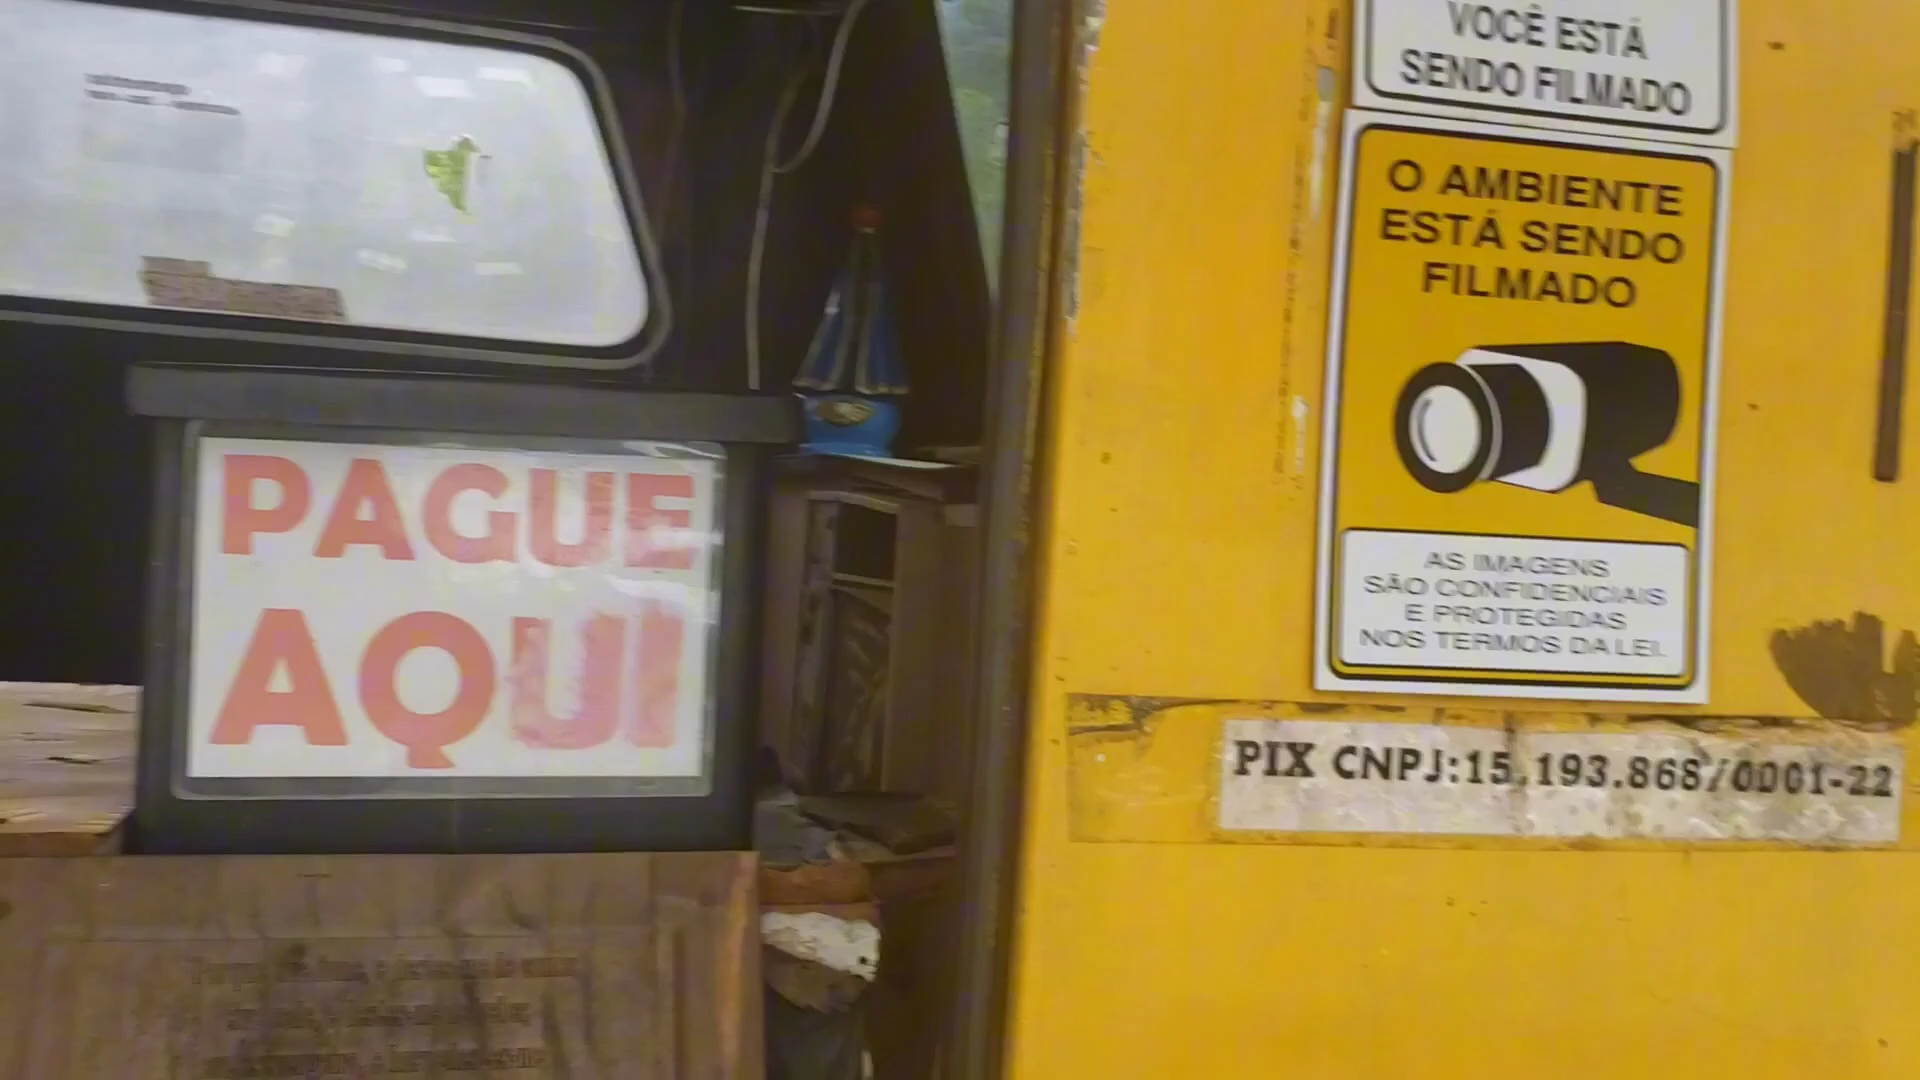 PAGUE
AQUI
VOCÊ ESTÁ
SENDO FILMADO
O AMBIENTE
ESTÁ SENDO
FILMADO
AS IMAGENS
SÃO CONFIDENCIAIS
E PROTEGIDAS
NOS TERMOS DA LEI.
PIX CNPJ:15.193.868/0001-22